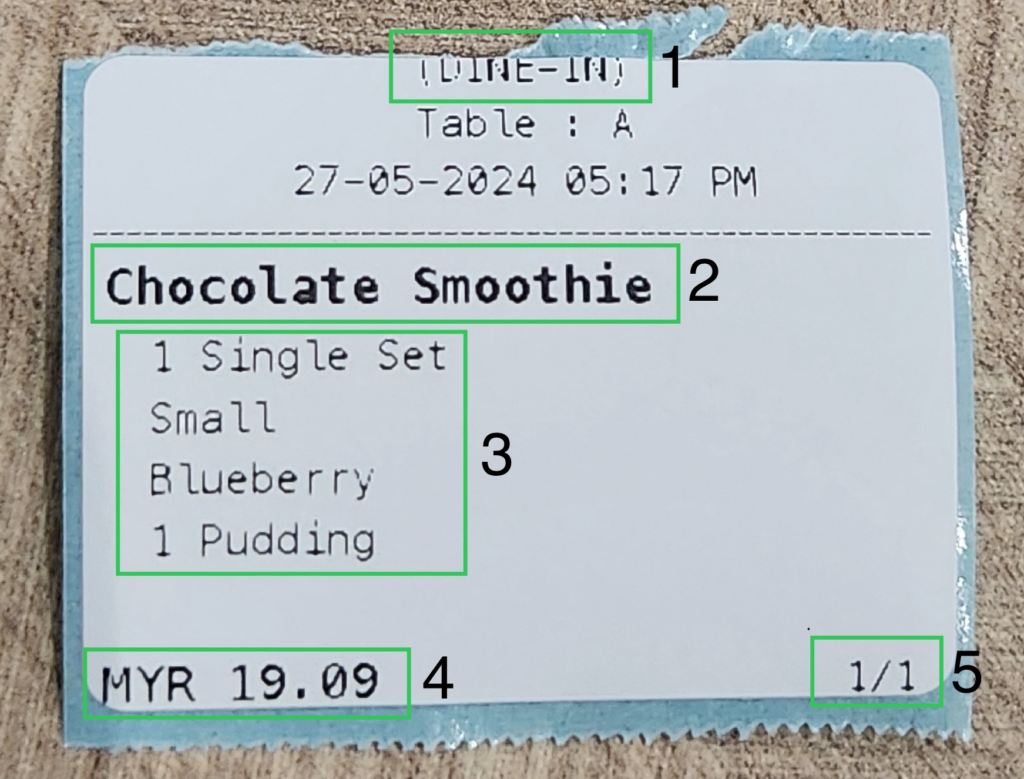 (DINE-IN) 1
Table : A
27-05-2024 05:17 PM
Chocolate Smoothie 2
1 Single Set
Small
Blueberry
1 Pudding
3
MYR 19.09 4
1/1 5